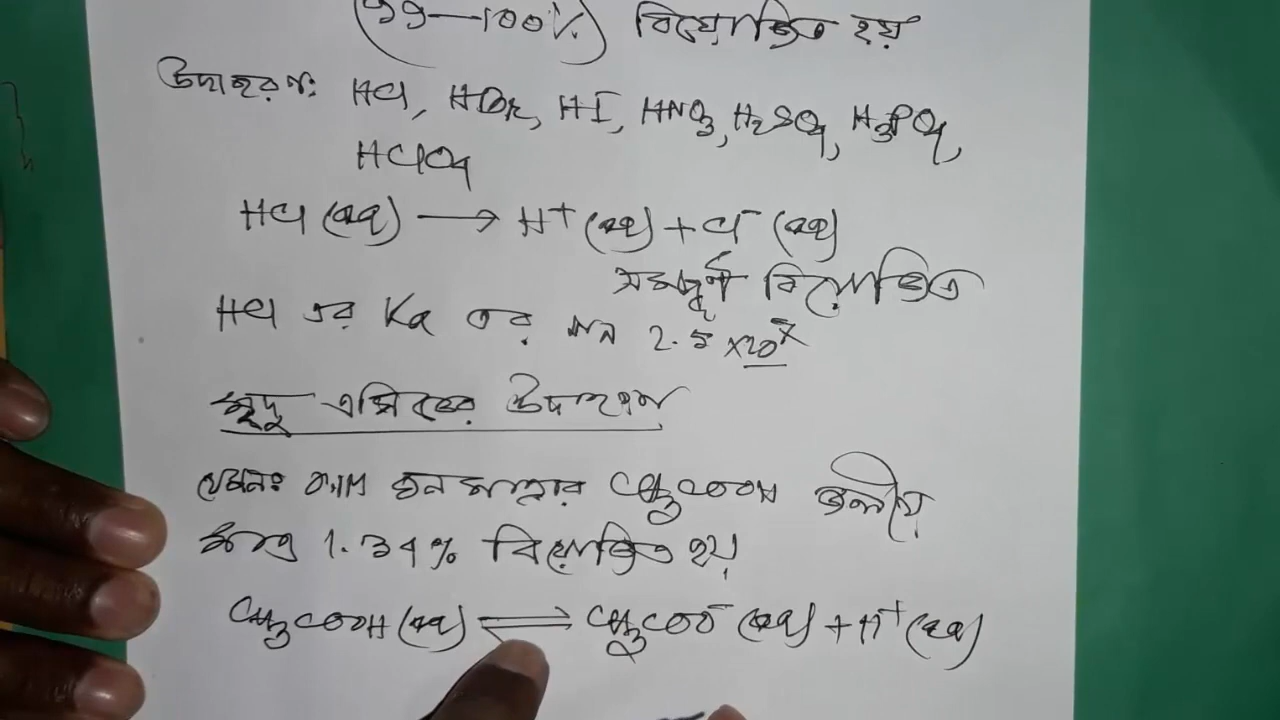 (99—100%) বিয়োজিত হয়
উদাহরণ: HCl, HBr, HI, HNO3, H2SO4, H3PO4,
HClO4
HCl (aq) → H+ (aq) + Cl- (aq)
সম্পূর্ণ বিয়োজিত
HCl এর Ka এর মান 2.5 ×10^7
মৃদু এসিডের উদাহরণ
যেমনঃ 0.1M ঘনমাত্রার CH3COOH জলীয়
মাত্র 1.34% বিয়োজিত হয়
CH3COOH (aq) ⇌ CH3COO- (aq) + H+ (aq)